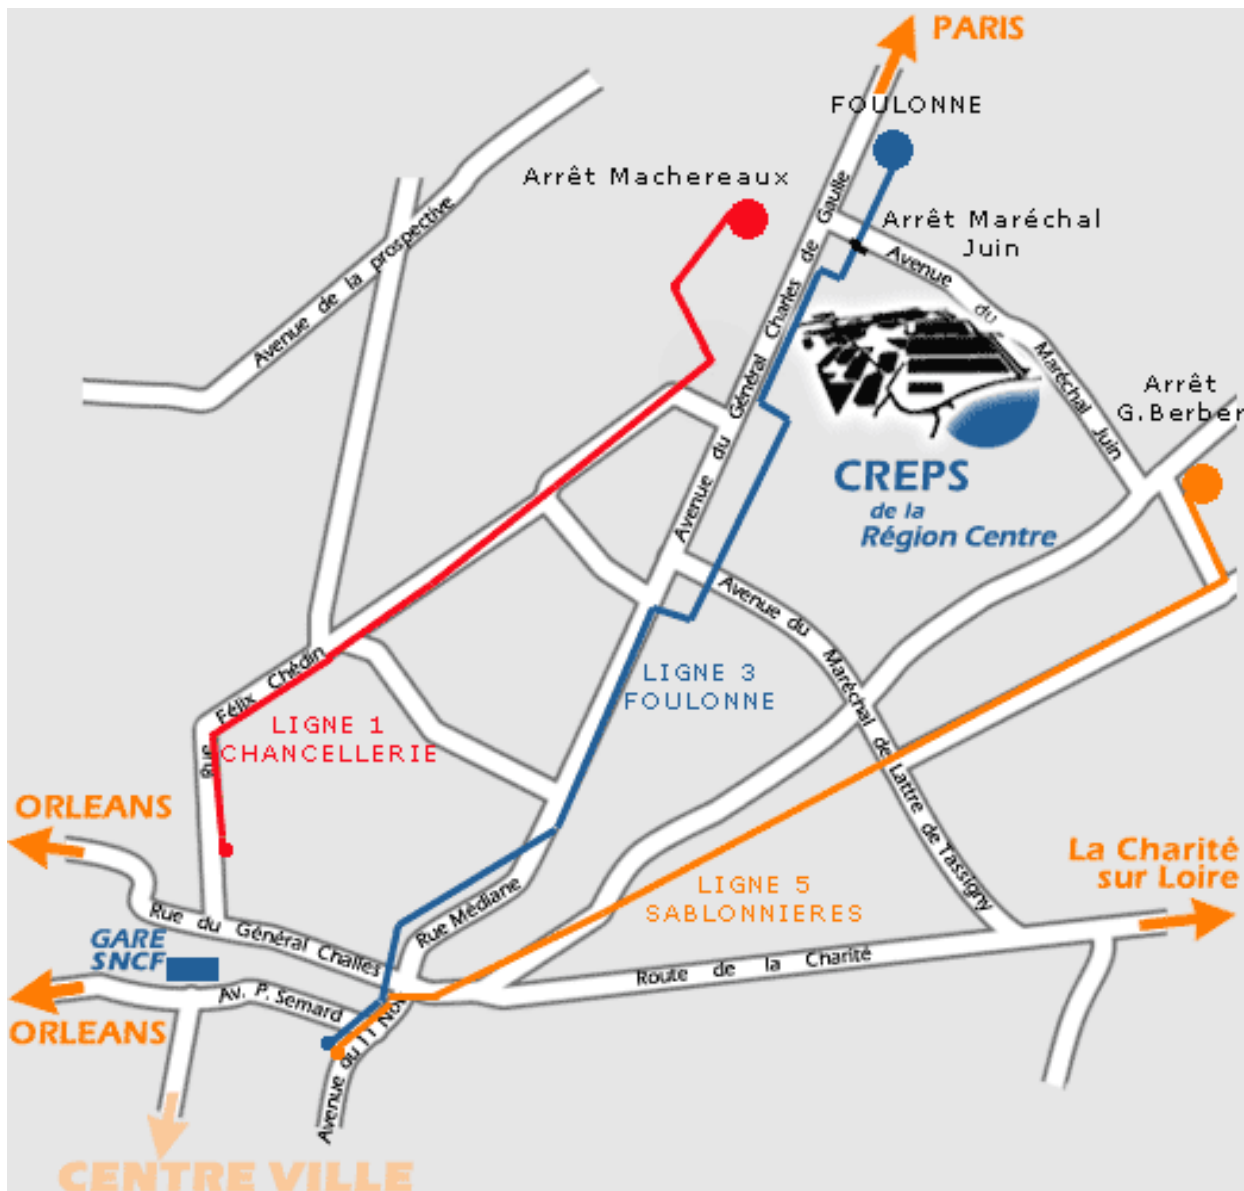 PARIS
FOULONNE
Arrêt Machereaux
Arrêt Maréchal
Juin
Avenue de la prospective
Avenue du Général Charles de Gaulle
Avenue du Maréchal Juin
Arrêt
G.Berber
CREPS
de la
Région Centre
Avenue du Maréchal de Lattre de Tassigny
LIGNE 3
FOULONNE
Rue Félix Chédin
LIGNE 1
CHANCELLERIE
ORLEANS
La Charité
sur Loire
LIGNE 5
SABLONNIERES
Rue Médiane
Rue du Général Challes
GARE
SNCF
Route de la Charité
Av. P. Semard
ORLEANS
Avenue du 11 Nov
CENTRE VILLE